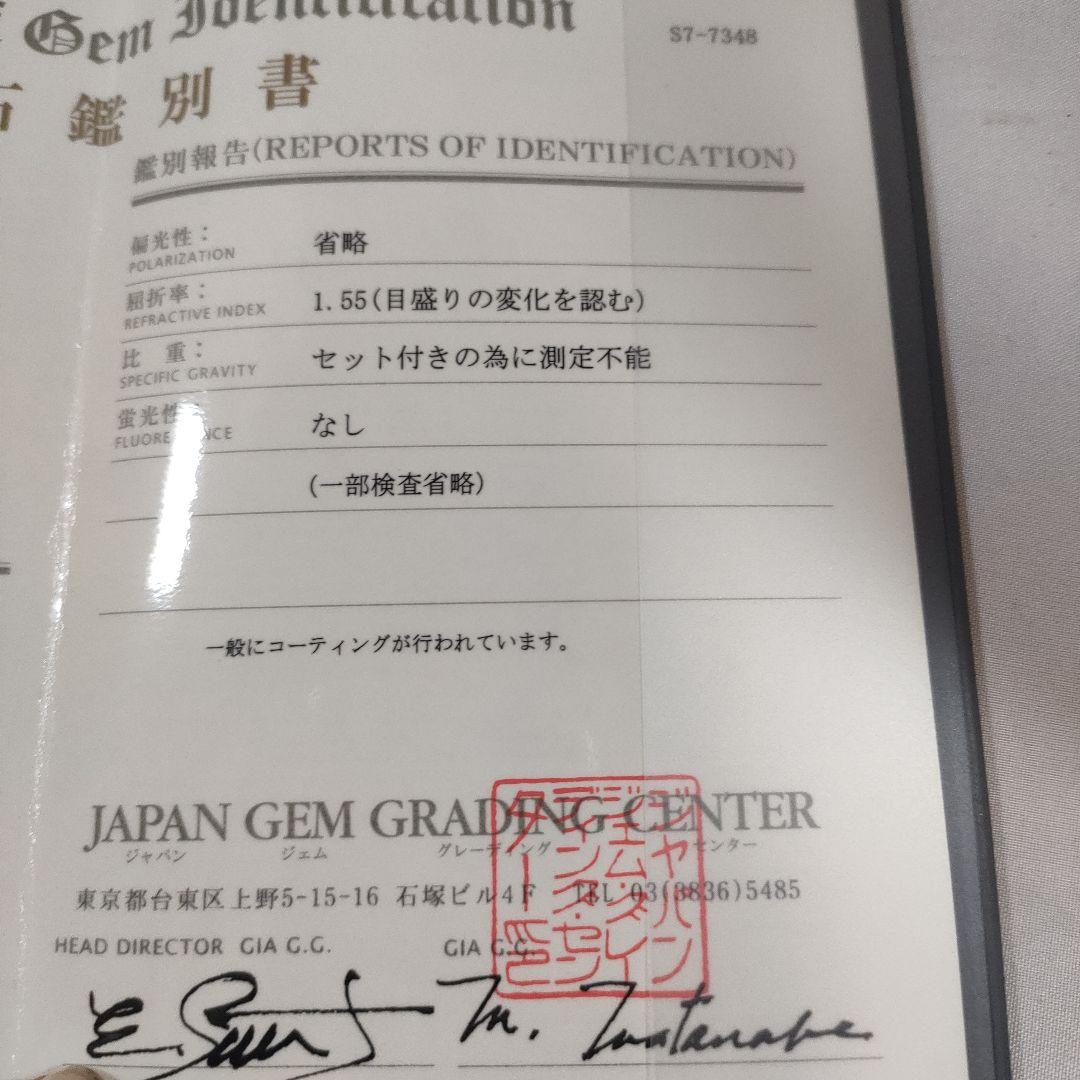 Gem Identification
S7-7348
鑑別書
鑑別報告(REPORTS OF IDENTIFICATION)
偏光性: 省略
POLARIZATION
屈折率: 1.55(目盛りの変化を認む)
REFRACTIVE INDEX
比 重: セット付きの為に測定不能
SPECIFIC GRAVITY
蛍光性 なし
(一部検査省略)
一般にコーティングが行われています。
JAPAN GEM GRADING CENTER
ジャパン ジェム グレーディング センター
東京都台東区上野5-15-16 石塚ビル4F TEL 03(3836)5485
HEAD DIRECTOR GIA G.G. GIA G.G.
M. Watanabe